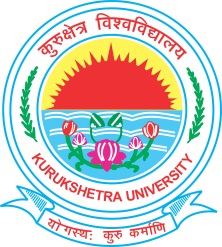 कुरुक्षेत्र विश्वविद्यालय
KURUKSHETRA UNIVERSITY
योगस्थः कुरु कर्माणि